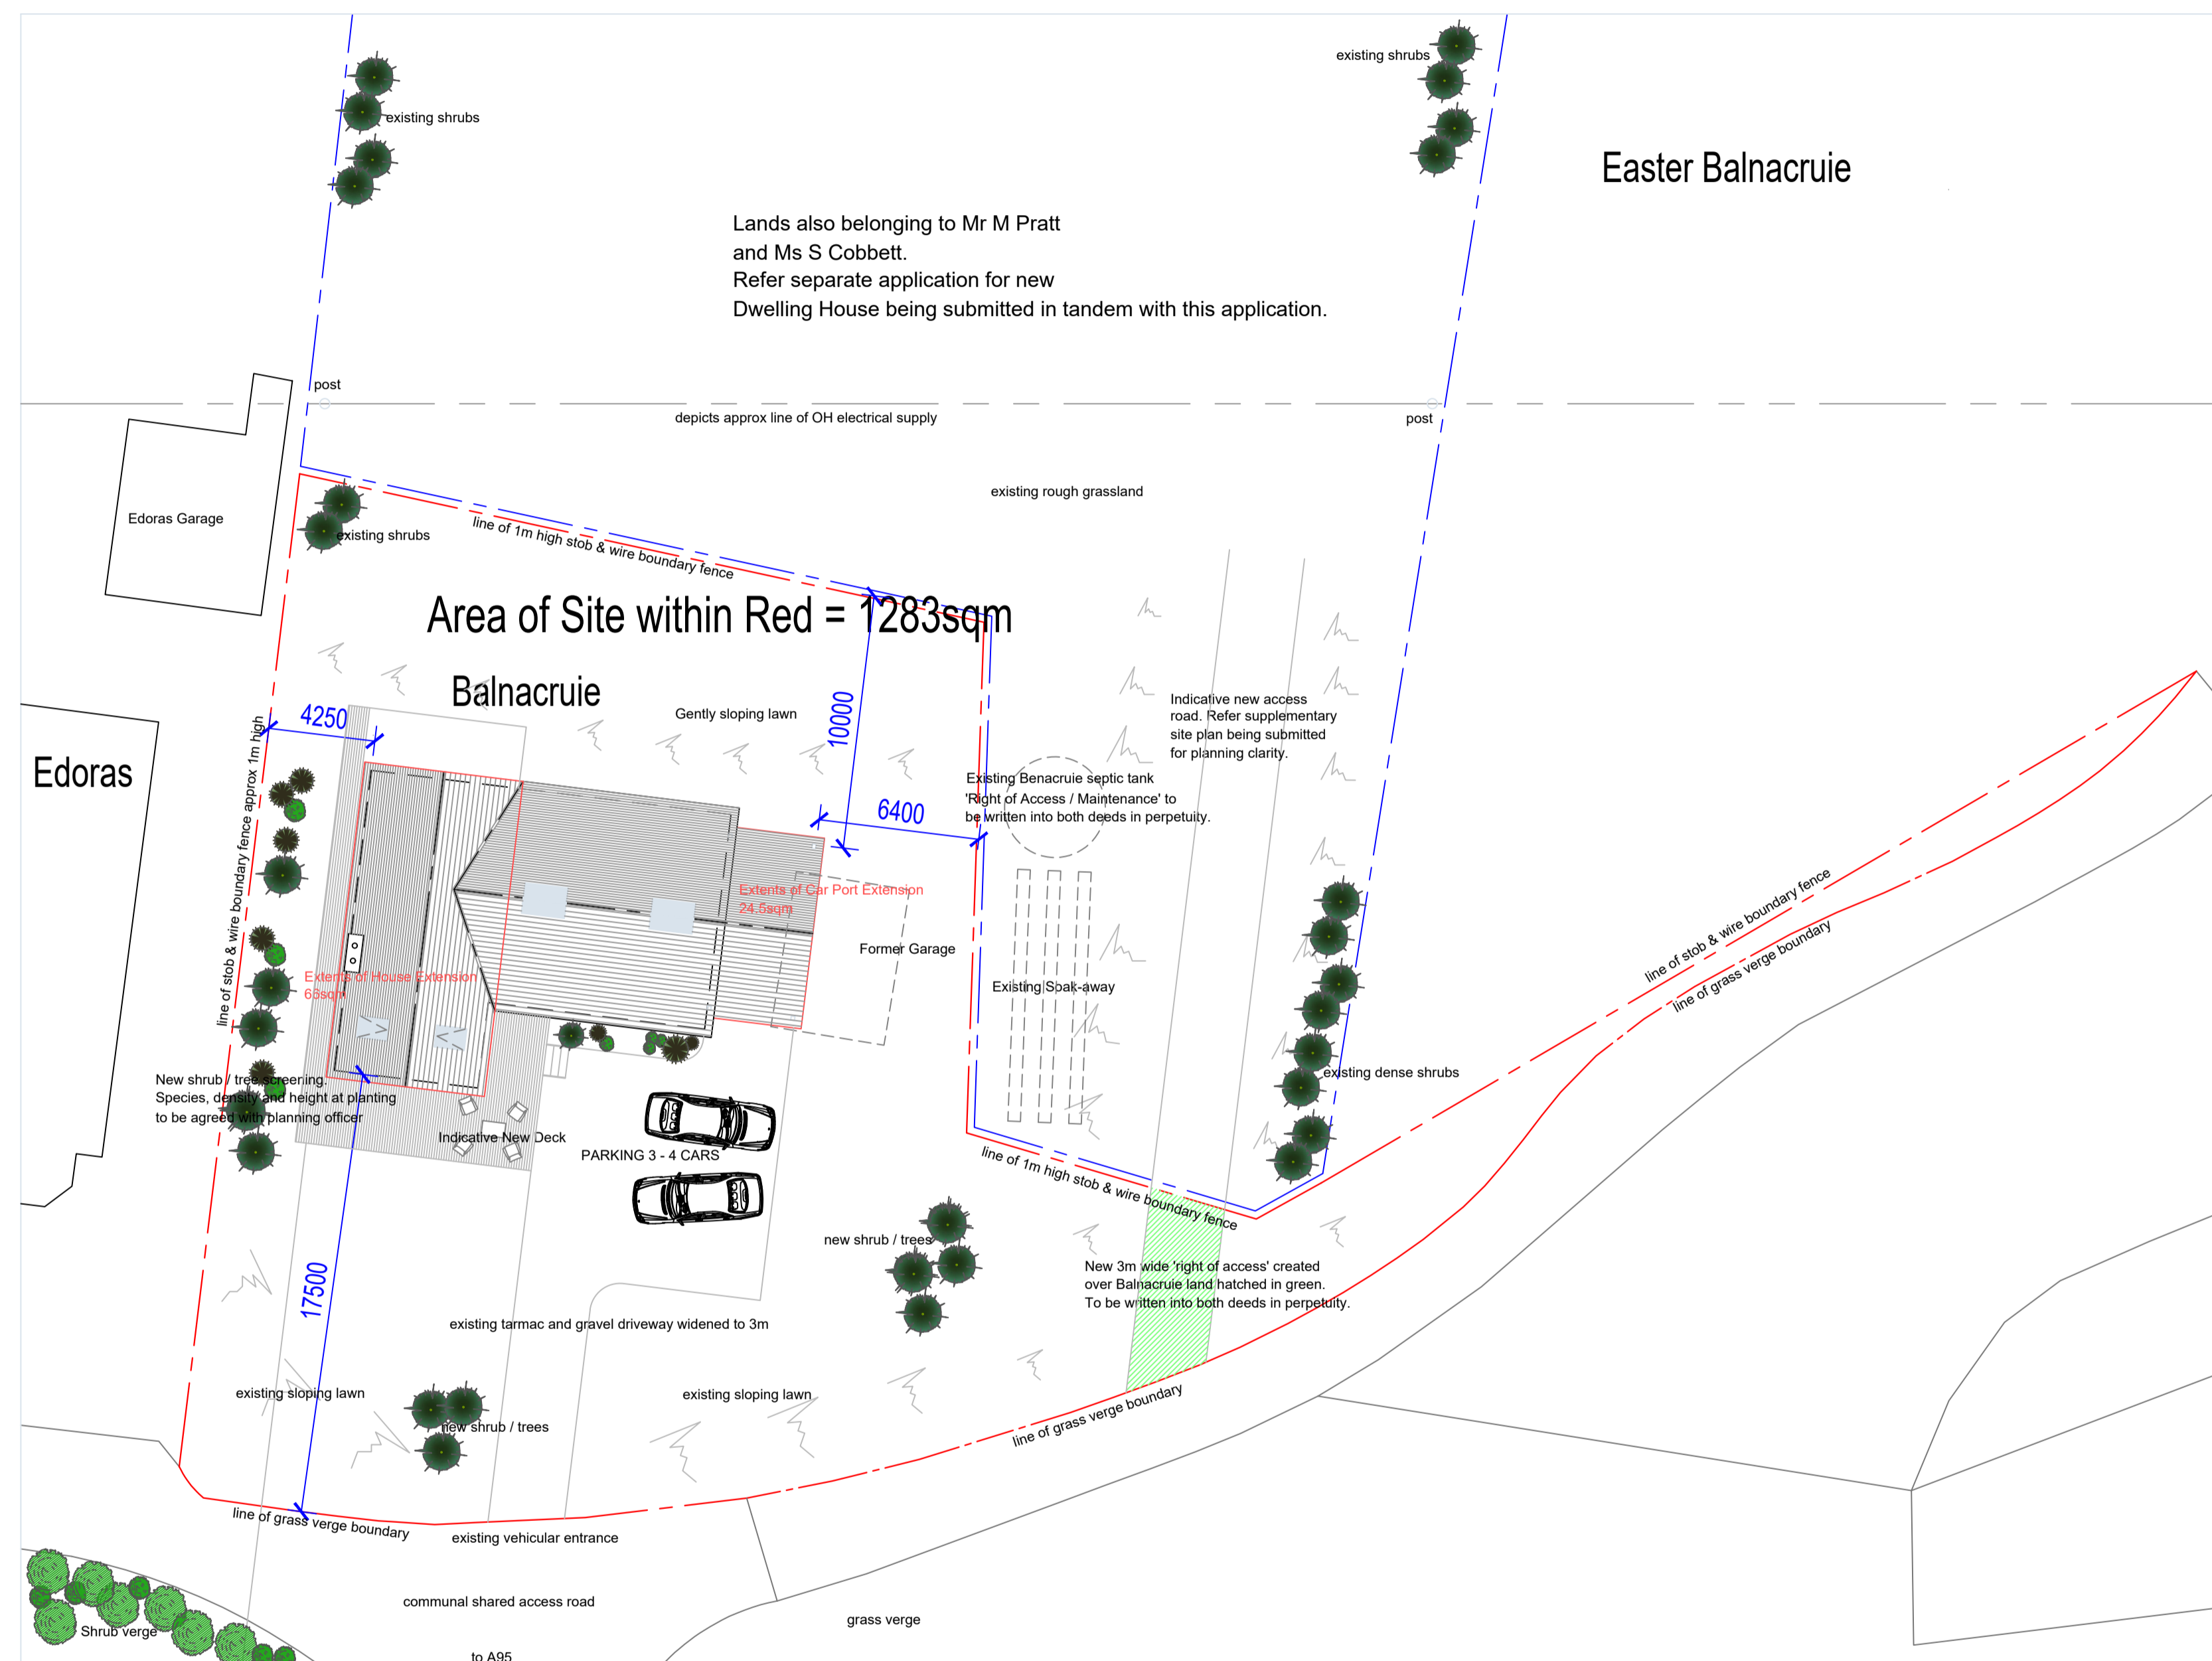 existing shrubs
existing shrubs
Easter Balnacruie
Lands also belonging to Mr M Pratt
and Ms S Cobbett.
Refer separate application for new
Dwelling House being submitted in tandem with this application.
post
depicts approx line of OH electrical supply
post
existing rough grassland
Edoras Garage
existing shrubs
line of 1m high stob & wire boundary fence
Area of Site within Red = 1283sqm
Balnacruie
4250
Gently sloping lawn
10000
Indicative new access
road. Refer supplementary
site plan being submitted
for planning clarity.
Edoras
line of stob & wire boundary fence approx 1m high
Existing Benacruie septic tank
'Right of Access / Maintenance' to
be written into both deeds in perpetuity.
6400
Extents of Car Port Extension
24.5sqm
Former Garage
line of stob & wire boundary fence
line of grass verge boundary
Extents of House Extension
66sqm
Existing Soak-away
New shrub / tree screening.
Species, density and height at planting
to be agreed with planning officer
existing dense shrubs
Indicative New Deck
PARKING 3 - 4 CARS
line of 1m high stob & wire boundary fence
new shrub / trees
New 3m wide 'right of access' created
over Balnacruie land hatched in green.
To be written into both deeds in perpetuity.
17500
existing tarmac and gravel driveway widened to 3m
existing sloping lawn
existing sloping lawn
new shrub / trees
line of grass verge boundary
line of grass verge boundary
existing vehicular entrance
communal shared access road
grass verge
Shrub verge
to A95